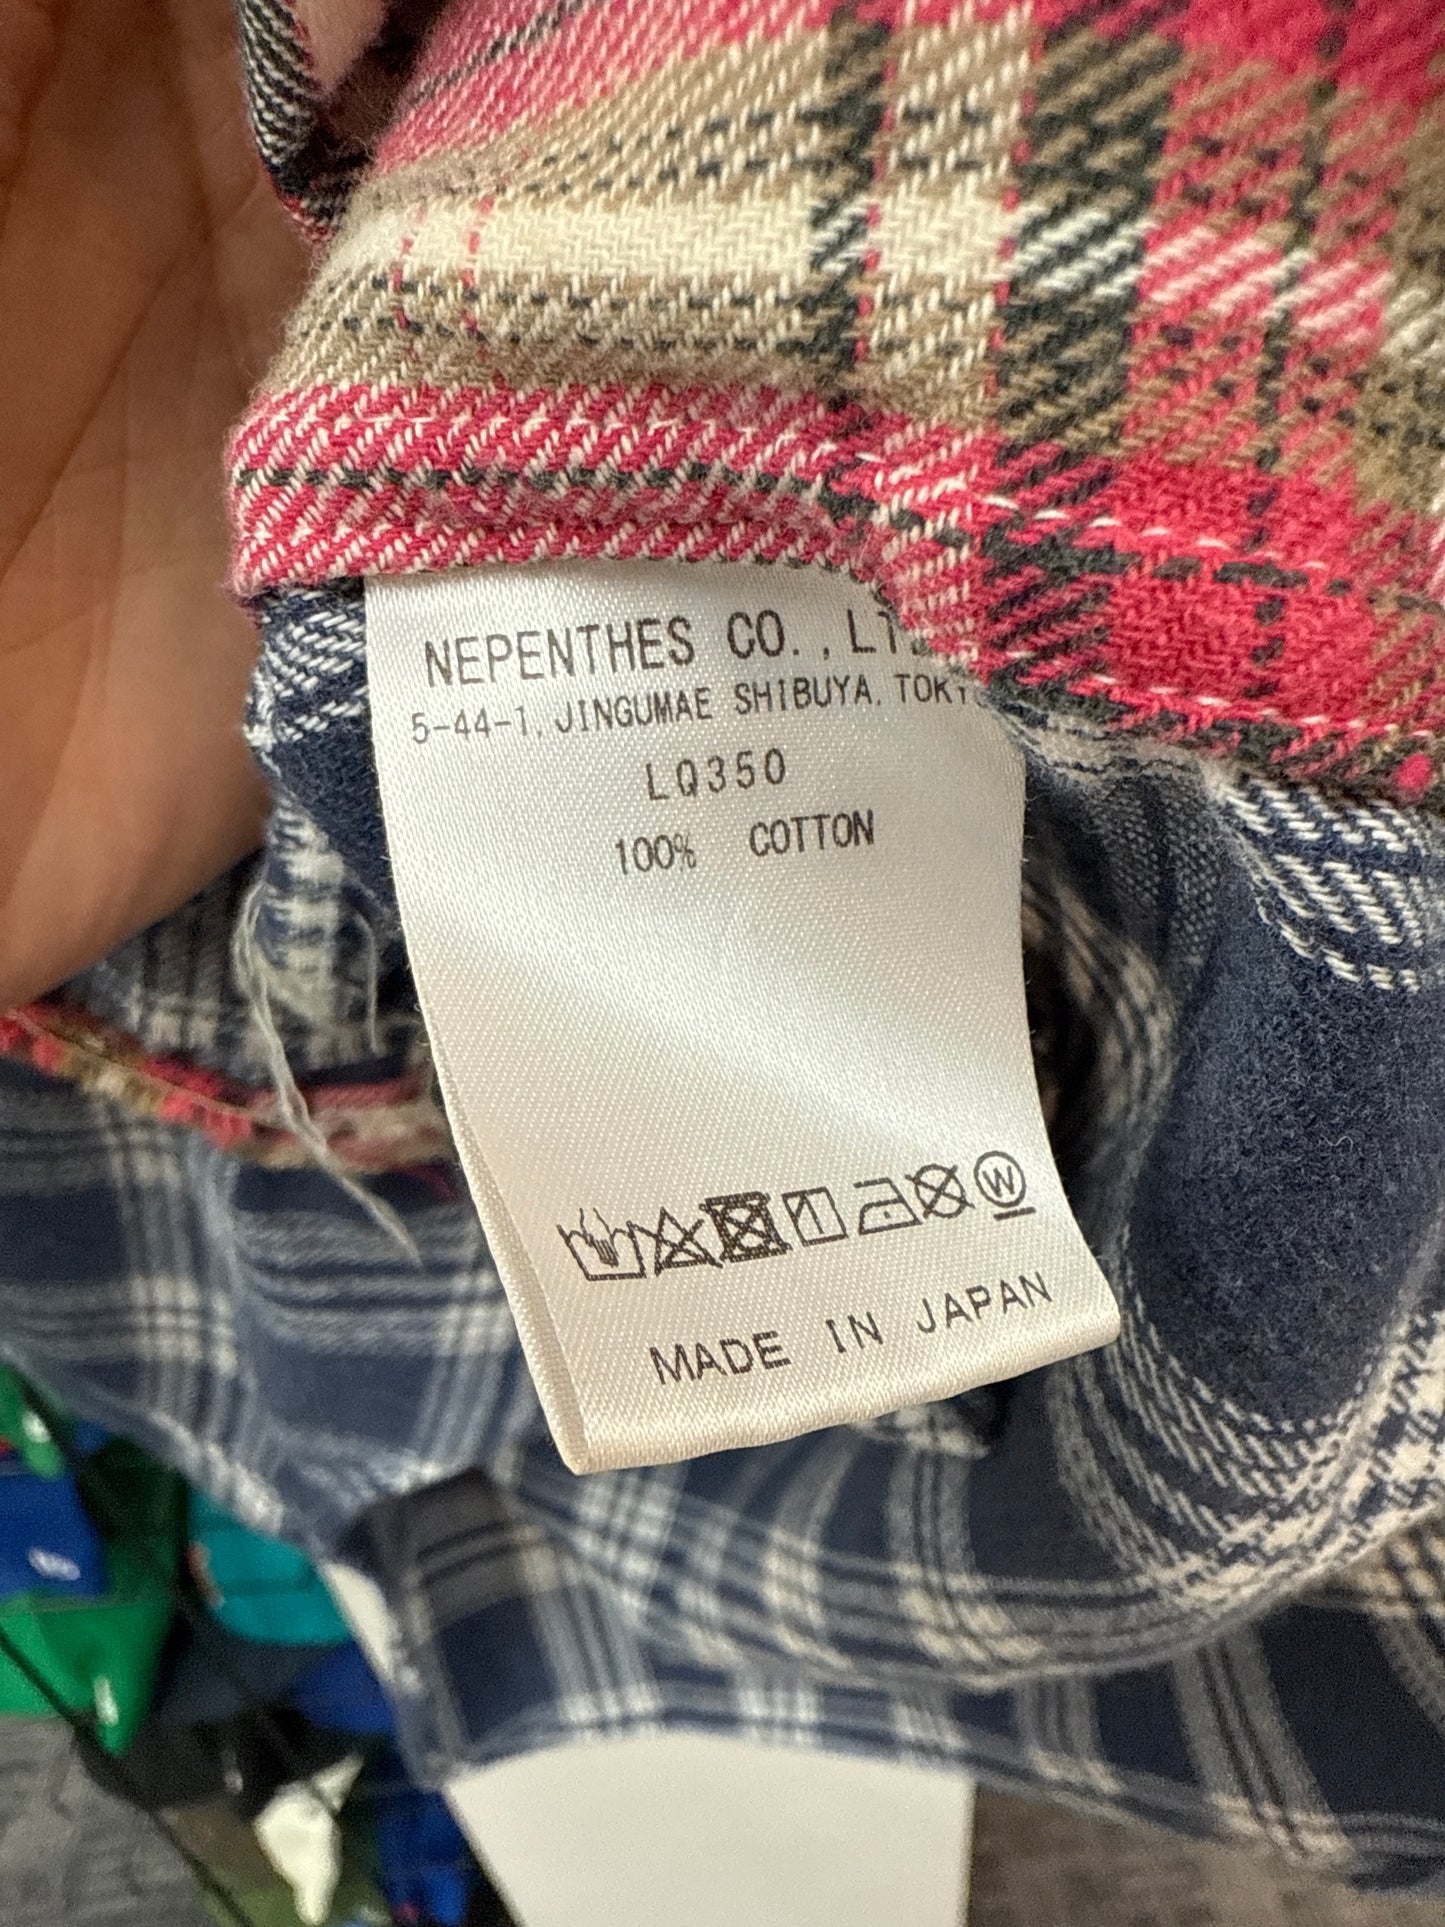 NEPENTHES CO., LT
5-44-1, JINGUMAE SHIBUYA, TOKY
LQ350
100% COTTON
W
MADE IN JAPAN